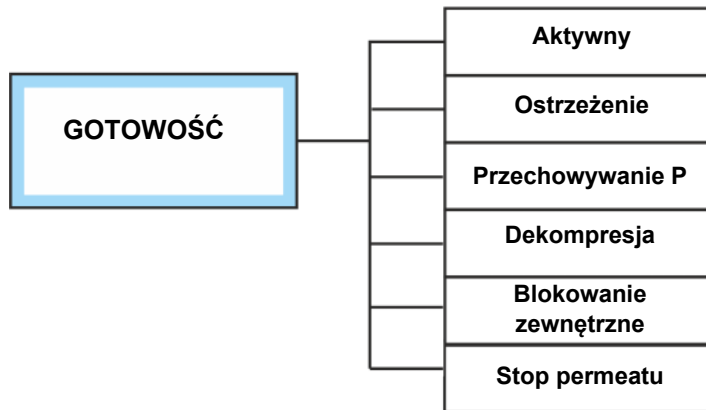 GOTOWOŚĆ
Aktywny
Ostrzeżenie
Przechowywanie P
Dekompresja
Blokowanie
zewnętrzne
Stop permeatu